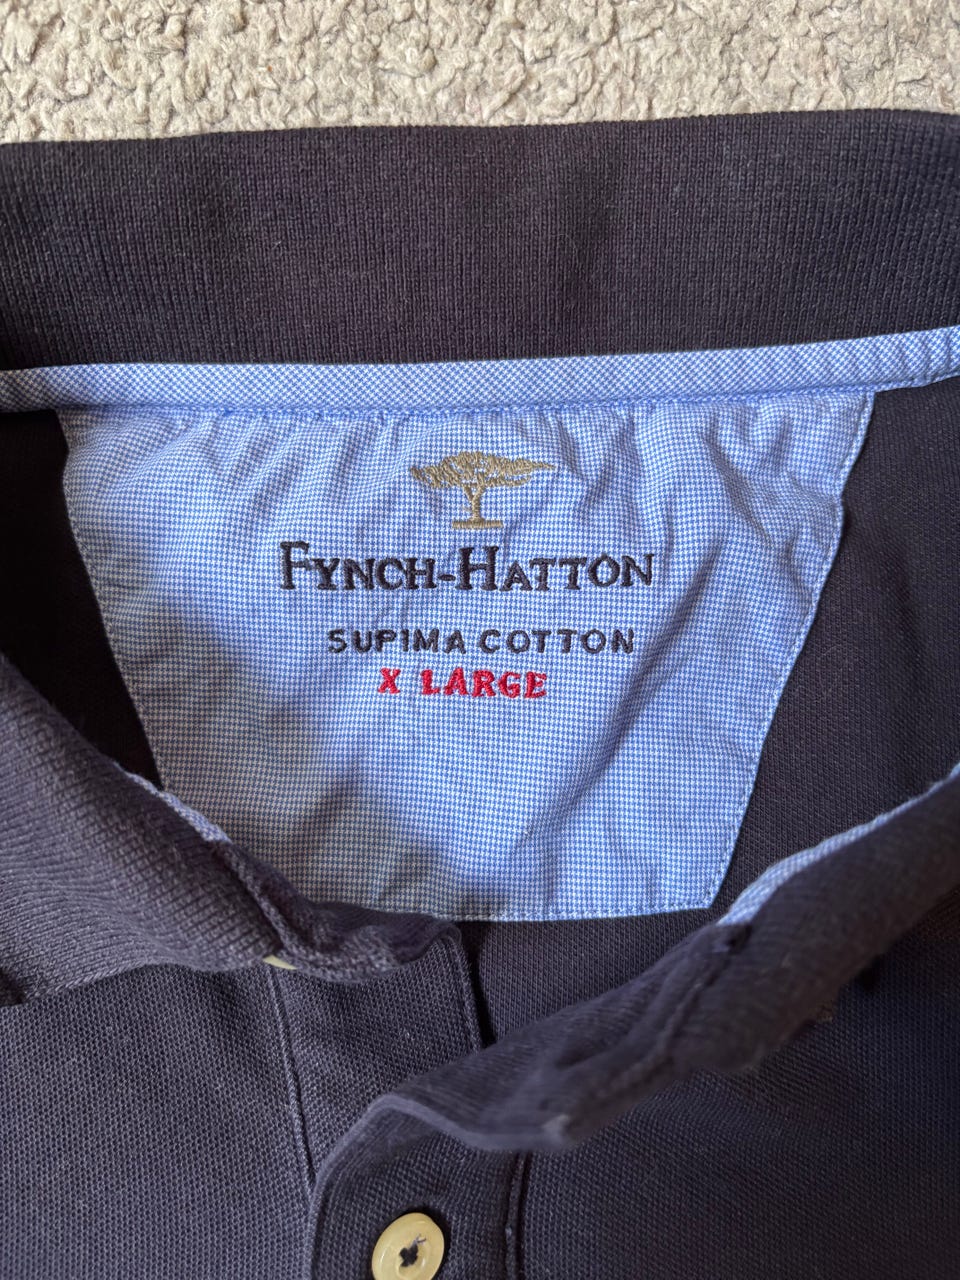 FYNCH-HATTON
SUPIMA COTTON
X LARGE